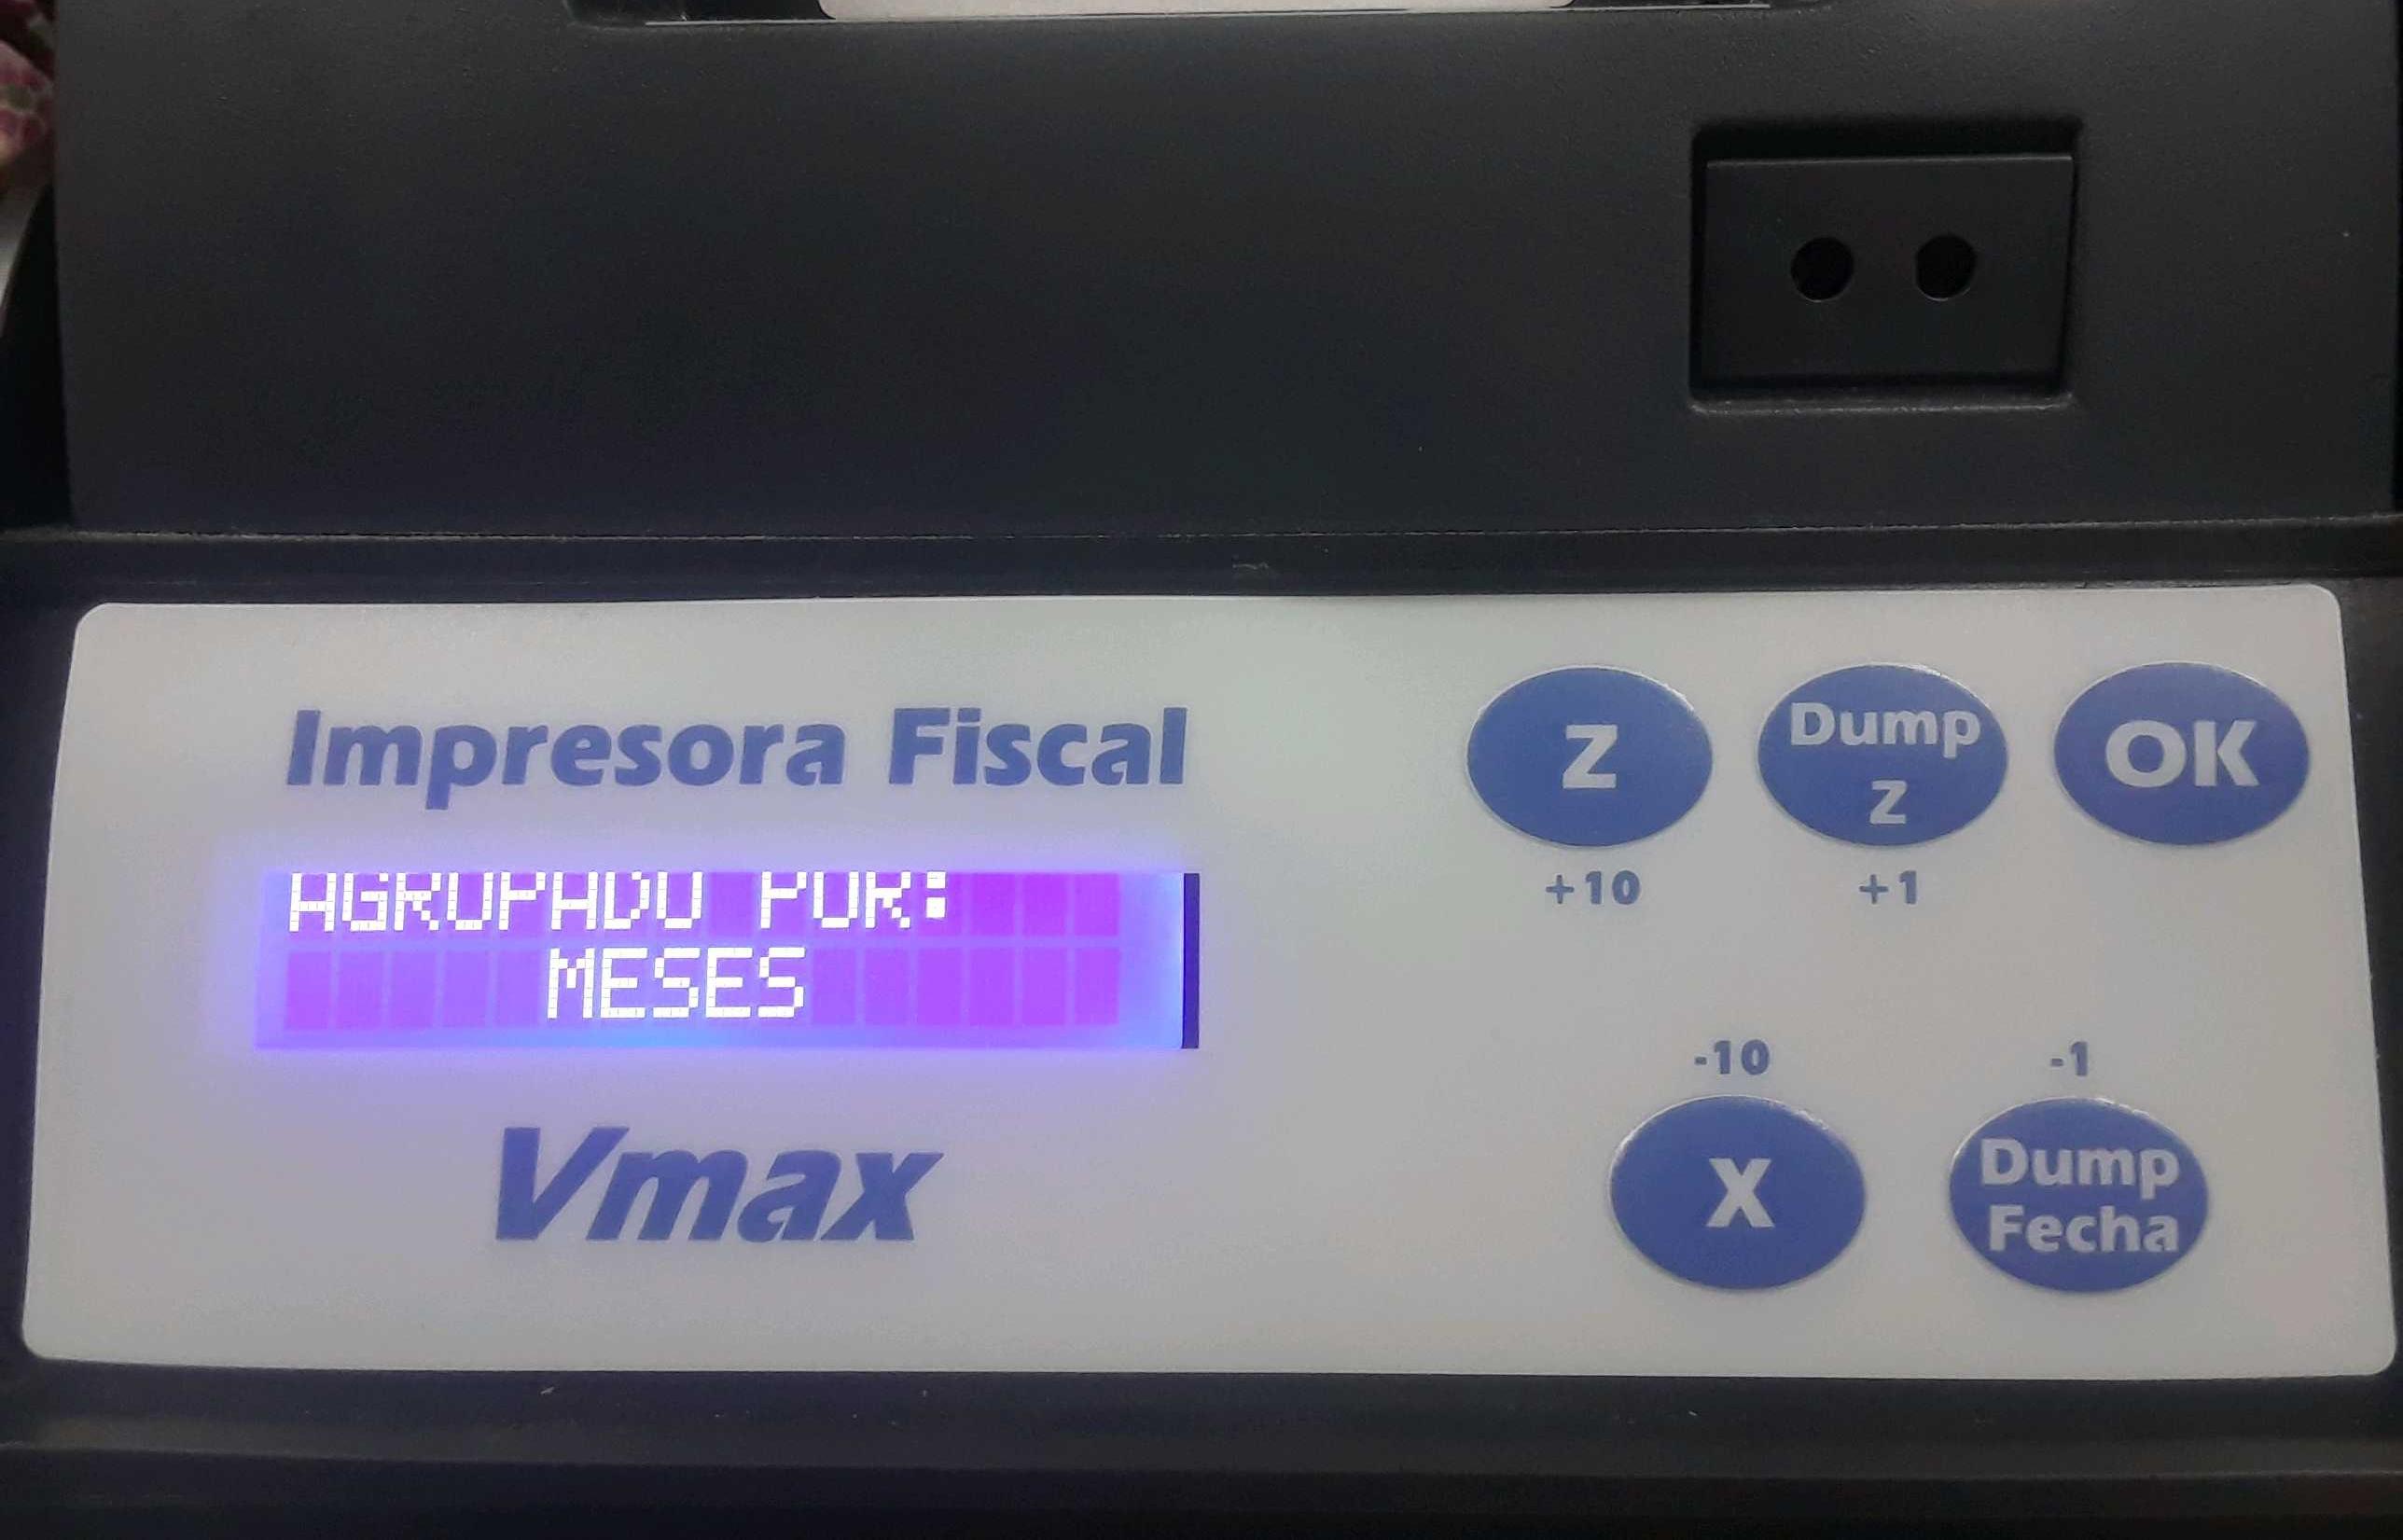 Impresora Fiscal
AGRUPADO POR:
MESES
Vmax
Z
Dump
Z
OK
+10
+1
-10
-1
X
Dump
Fecha